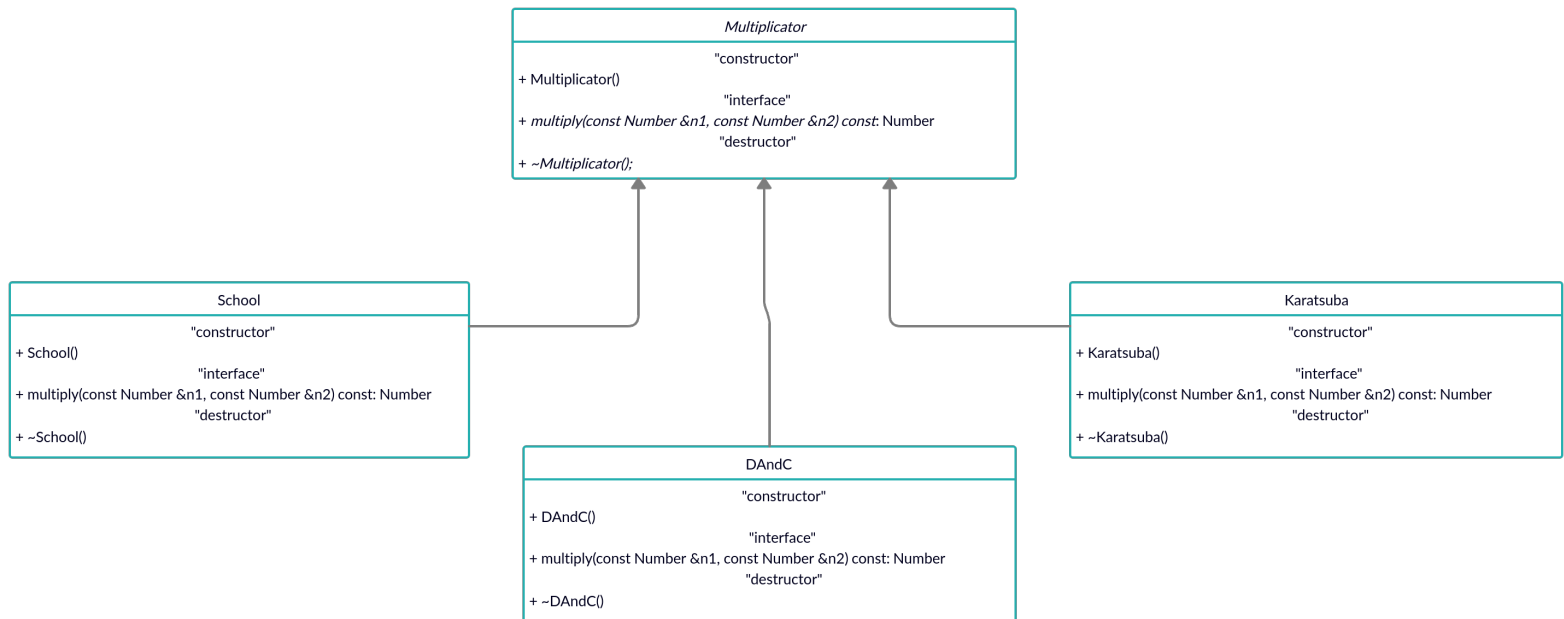 Multiplicator
"constructor"
+ Multiplicator()
"interface"
+ multiply(const Number &n1, const Number &n2) const: Number
"destructor"
+ ~Multiplicator();
School
"constructor"
+ School()
"interface"
+ multiply(const Number &n1, const Number &n2) const: Number
"destructor"
+ ~School()
Karatsuba
"constructor"
+ Karatsuba()
"interface"
+ multiply(const Number &n1, const Number &n2) const: Number
"destructor"
+ ~Karatsuba()
DAndC
"constructor"
+ DAndC()
"interface"
+ multiply(const Number &n1, const Number &n2) const: Number
"destructor"
+ ~DAndC()